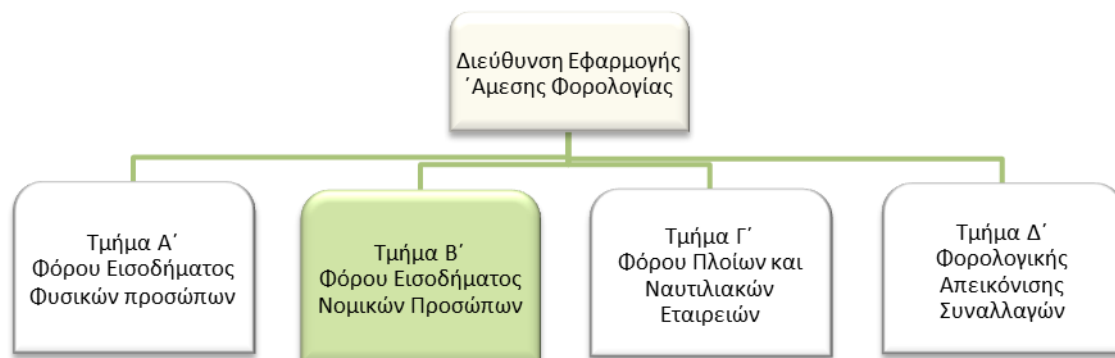 Διεύθυνση Εφαρμογής
΄Αμεσης Φορολογίας
Τμήμα Α΄
Φόρου Εισοδήματος
Φυσικών προσώπων
Τμήμα Β΄
Φόρου Εισοδήματος
Νομικών Προσώπων
Τμήμα Γ΄
Φόρου Πλοίων και
Ναυτιλιακών
Εταιρειών
Τμήμα Δ΄
Φορολογικής
Απεικόνισης
Συναλλαγών